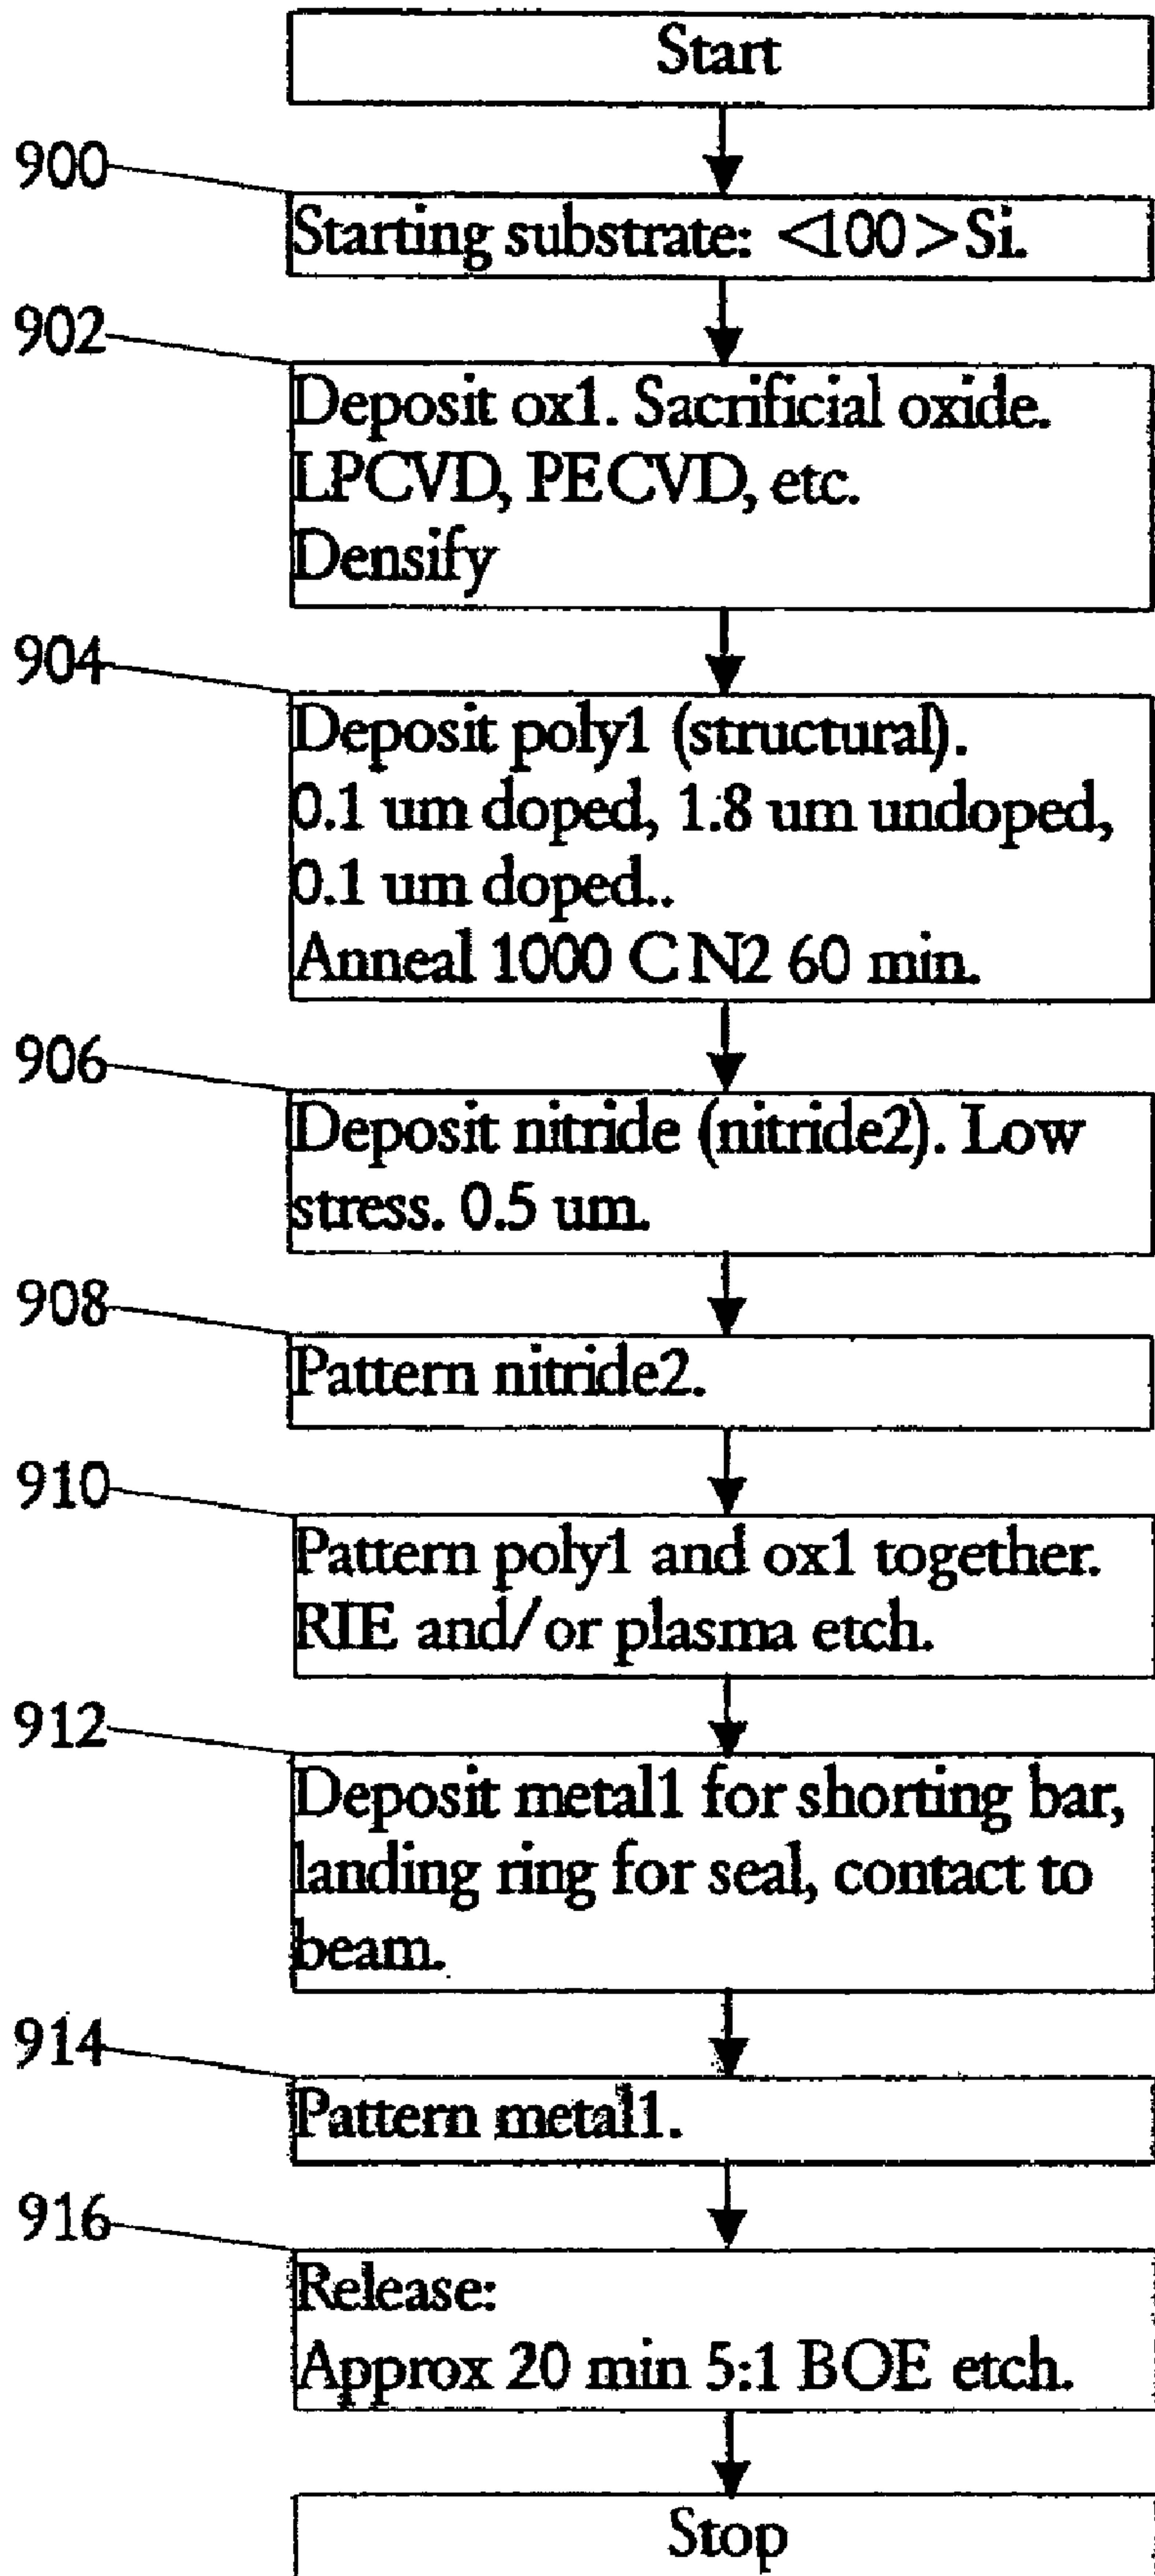 Start
900
Starting substrate: <100>Si.
902
Deposit ox1. Sacrificial oxide.
LPCVD, PECVD, etc.
Densify
904
Deposit poly1 (structural).
0.1 um doped, 1.8 um undoped,
0.1 um doped..
Anneal 1000 C N2 60 min.
906
Deposit nitride (nitride2). Low
stress. 0.5 um.
908
Pattern nitride2.
910
Pattern poly1 and ox1 together.
RIE and/or plasma etch.
912
Deposit metal1 for shorting bar,
landing ring for seal, contact to
beam.
914
Pattern metal1.
916
Release:
Approx 20 min 5:1 BOE etch.
Stop